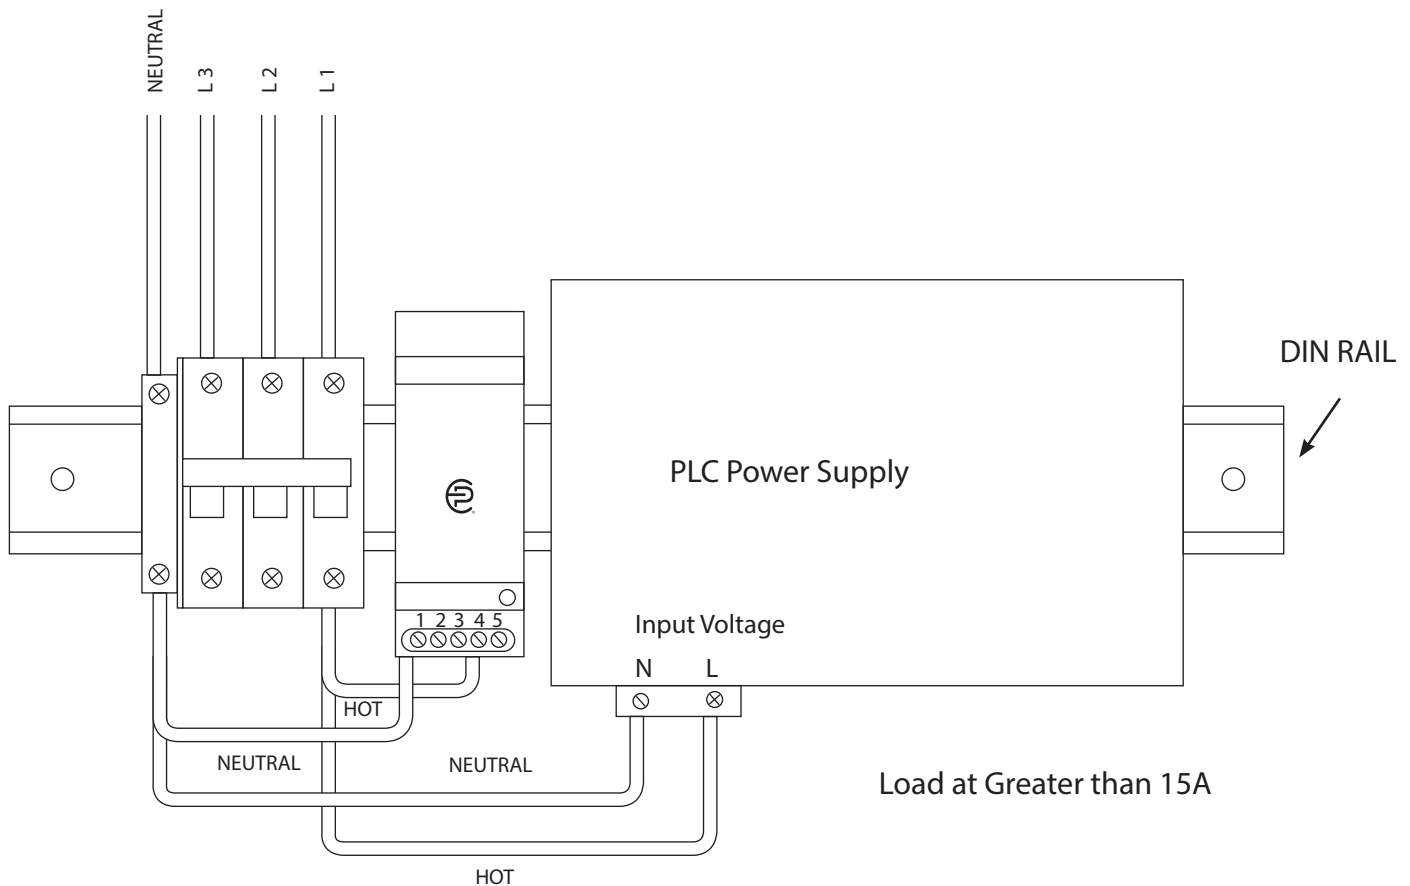 NEUTRAL
L 3
L 2
L 1
DIN RAIL
PLC Power Supply
Input Voltage
1 2 3 4 5
N L
HOT
NEUTRAL
NEUTRAL
Load at Greater than 15A
HOT